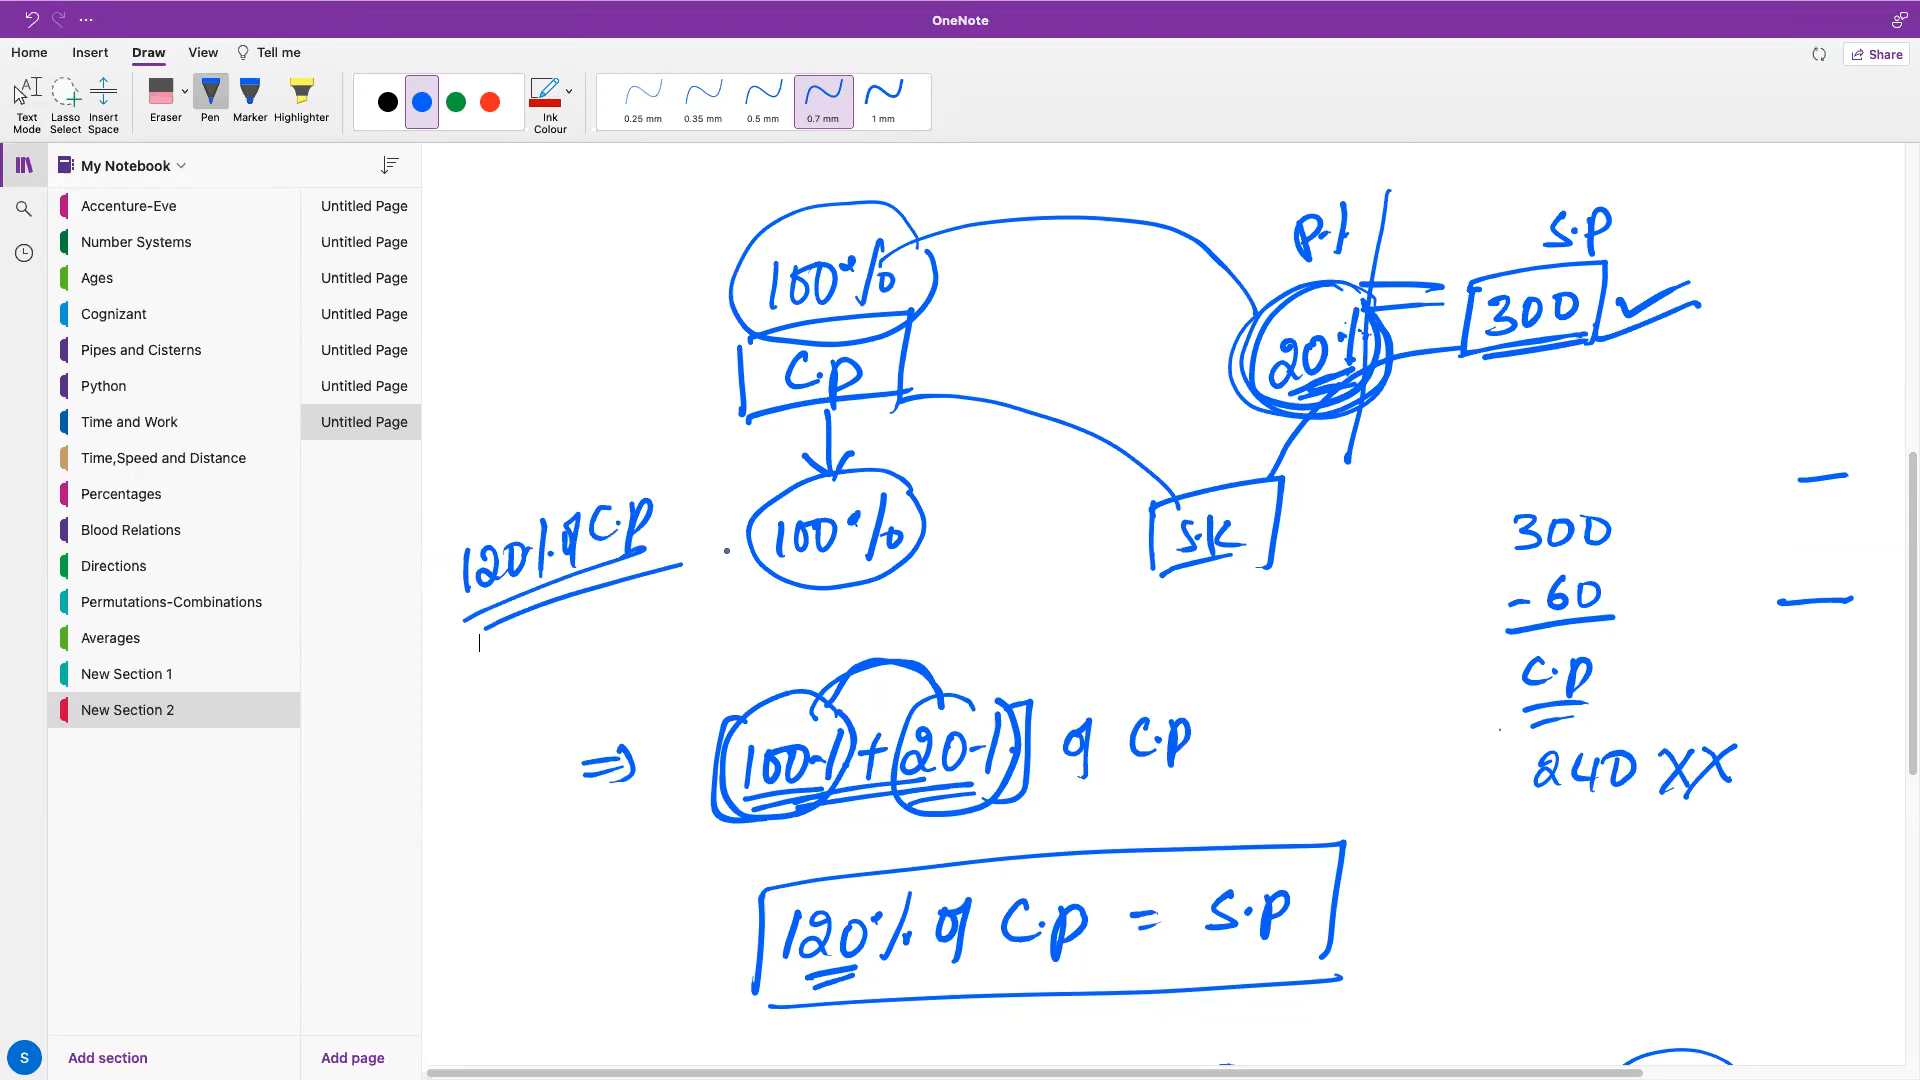 OneNote
Home Insert Draw View Tell me
Share
Text Mode
Lasso Select
Insert Space
Eraser
Pen
Marker
Highlighter
Ink Colour
0.25 mm
0.35 mm
0.5 mm
0.7 mm
1 mm
My Notebook
Accenture-Eve
Number Systems
Ages
Cognizant
Pipes and Cisterns
Python
Time and Work
Time,Speed and Distance
Percentages
Blood Relations
Directions
Permutations-Combinations
Averages
New Section 1
New Section 2
Add section
Untitled Page
Untitled Page
Untitled Page
Untitled Page
Untitled Page
Untitled Page
Untitled Page
Add page
S
100%
C.P
100%
P.%
20%
S.P
300
S.K
120% of C.P
300
- 60
C.P
240 XX
⇒ [100% + 20%] of C.P
120% of C.P = S.P